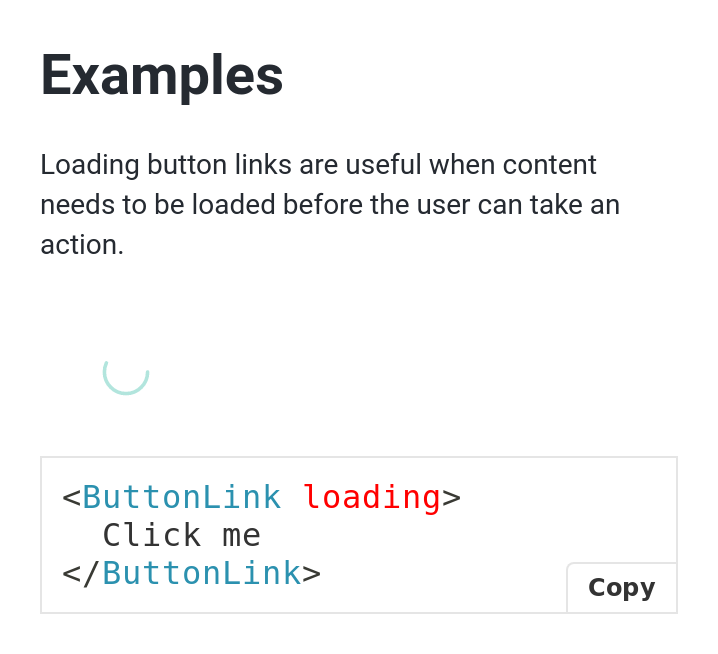 Examples
Loading button links are useful when content
needs to be loaded before the user can take an
action.
<ButtonLink loading>
  Click me
</ButtonLink>
Copy